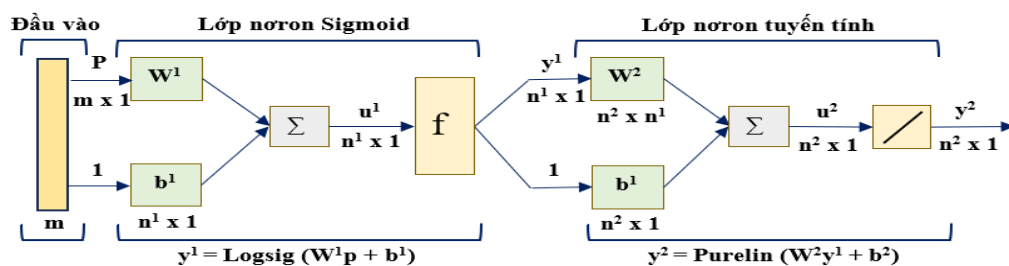 Đầu vào
Lớp nơron Sigmoid
Lớp nơron tuyến tính
P
m x 1
W¹
Σ
u¹
n¹ x 1
f
1
b¹
n¹ x 1
m
y¹ = Logsig (W¹p + b¹)
y¹
n¹ x 1
W²
n² x n¹
Σ
u²
n² x 1
y²
n² x 1
1
b¹
n² x 1
y² = Purelin (W²y¹ + b²)